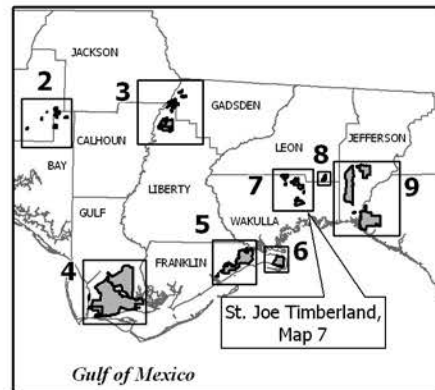 JACKSON
2
3
GADSDEN
CALHOUN
LEON
JEFFERSON
8
BAY
LIBERTY
7
9
GULF
WAKULLA
5
FRANKLIN
6
4
St. Joe Timberland,
Map 7
Gulf of Mexico